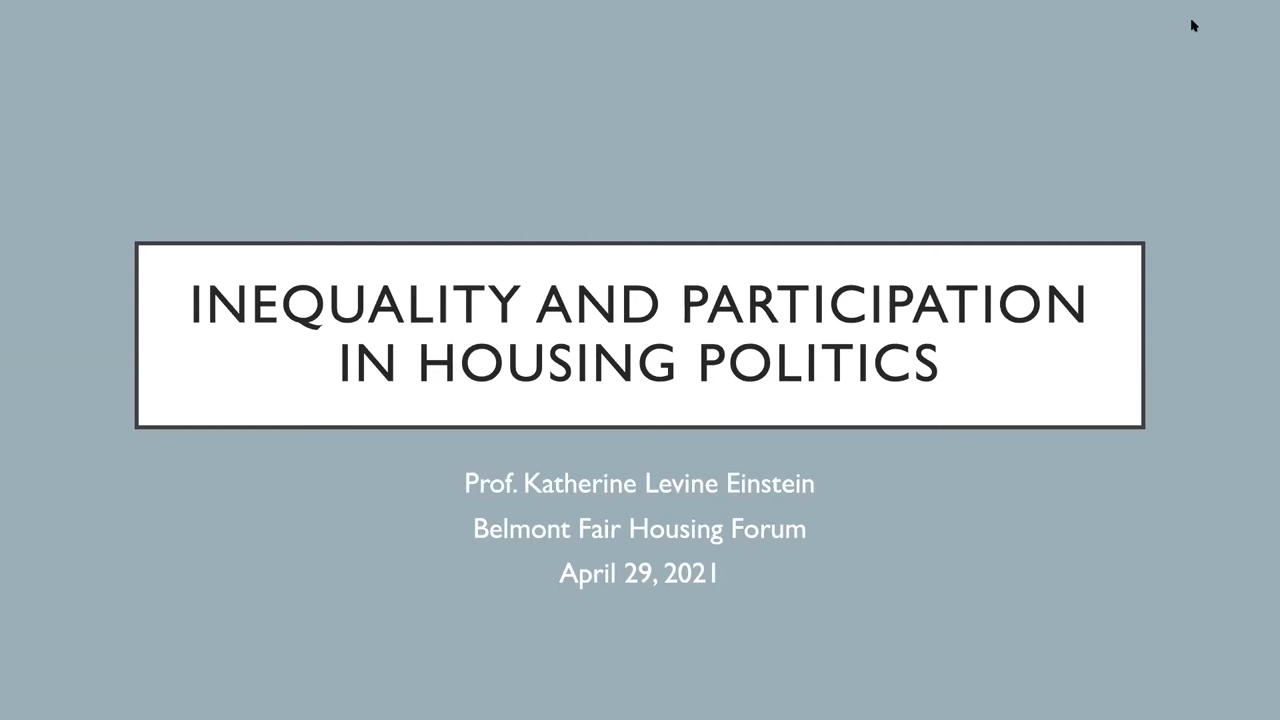 INEQUALITY AND PARTICIPATION
IN HOUSING POLITICS
Prof. Katherine Levine Einstein
Belmont Fair Housing Forum
April 29, 2021